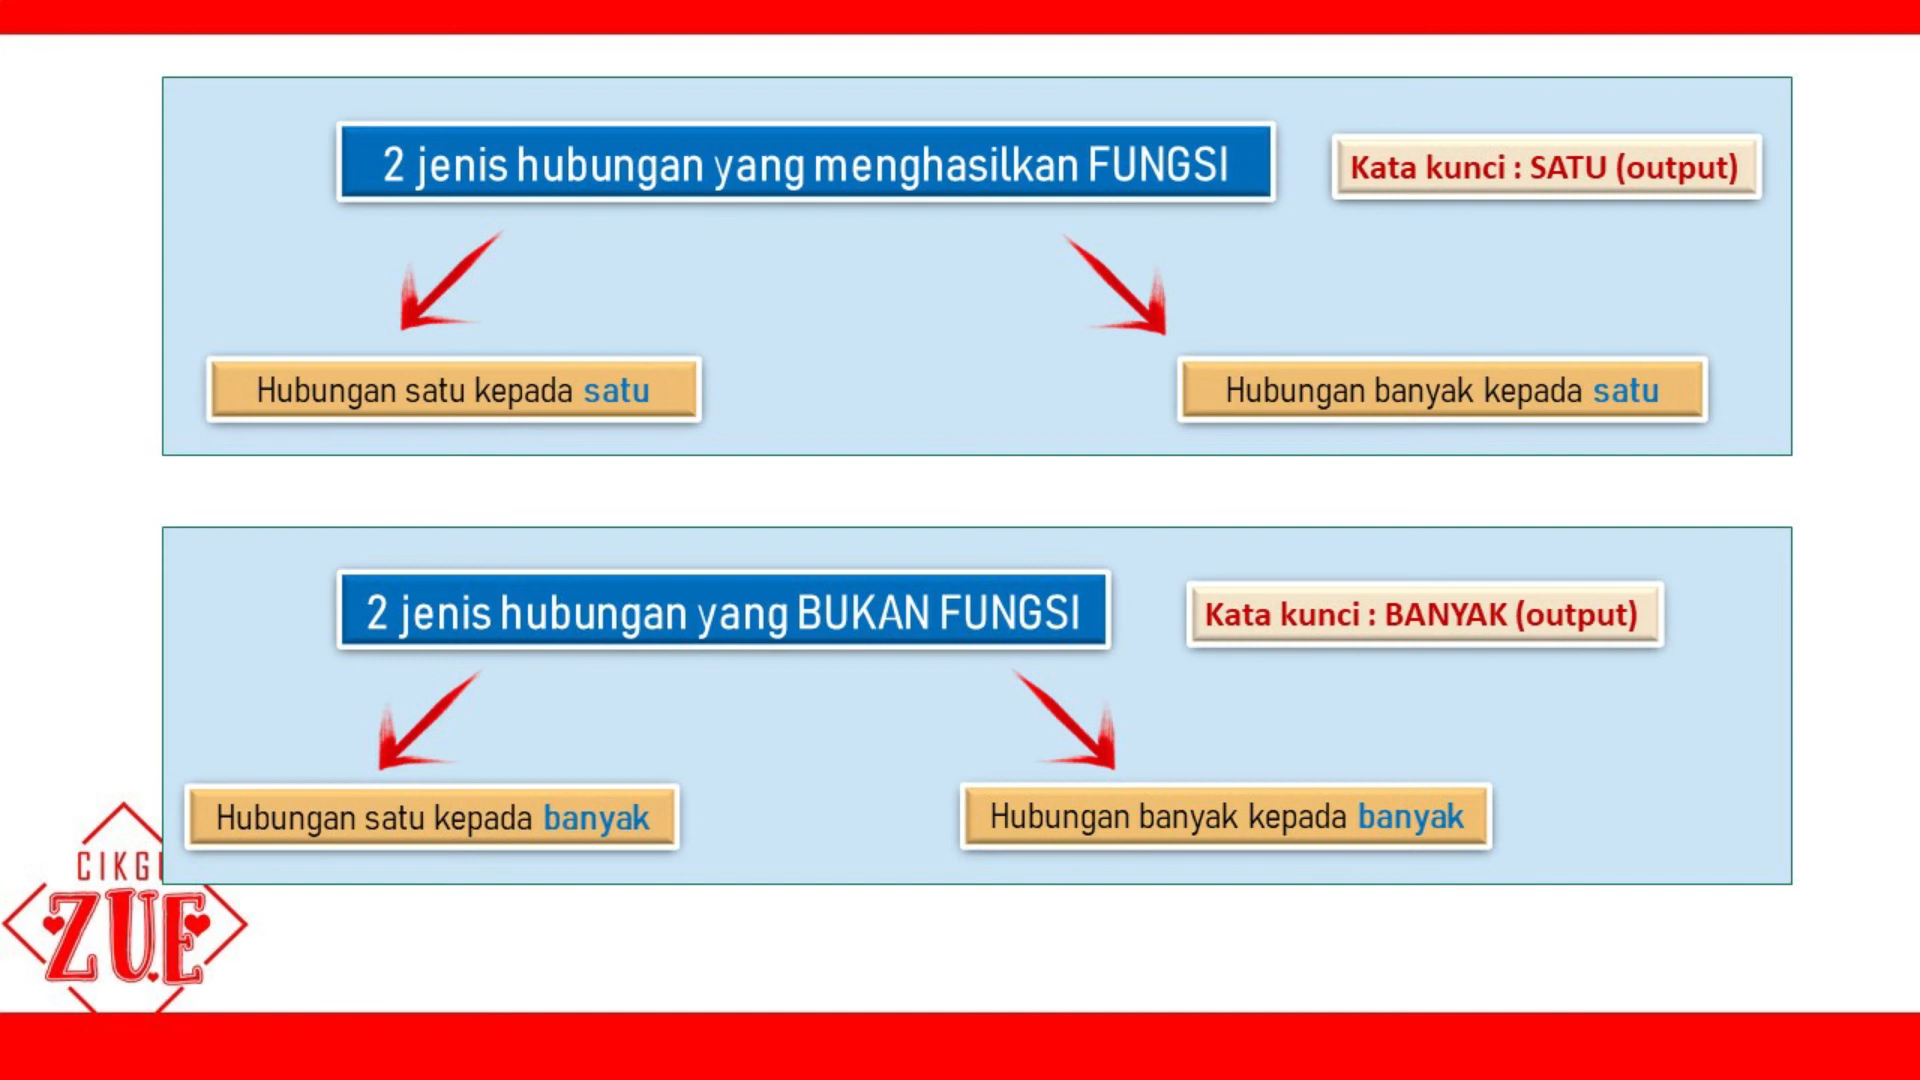 2 jenis hubungan yang menghasilkan FUNGSI
Kata kunci : SATU (output)
Hubungan satu kepada satu
Hubungan banyak kepada satu
2 jenis hubungan yang BUKAN FUNGSI
Kata kunci : BANYAK (output)
Hubungan satu kepada banyak
Hubungan banyak kepada banyak
CIKG
ZUE